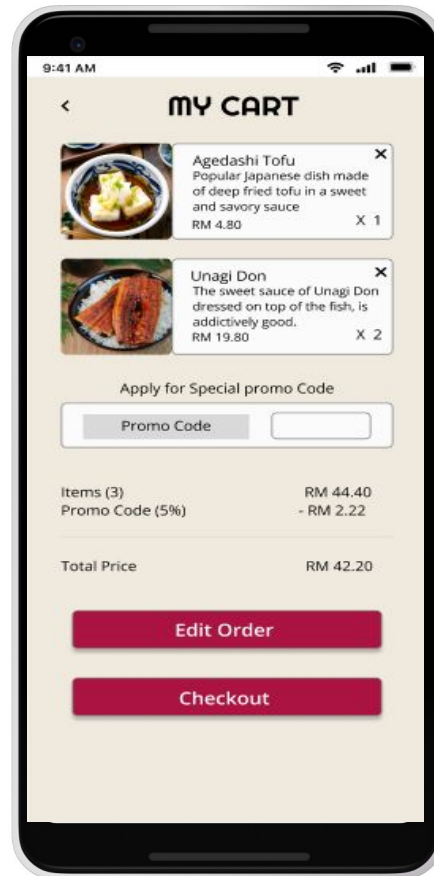 9:41 AM
MY CART
Agedashi Tofu
Popular Japanese dish made
of deep fried tofu in a sweet
and savory sauce
RM 4.80 X 1
Unagi Don
The sweet sauce of Unagi Don
dressed on top of the fish, is
addictively good.
RM 19.80 X 2
Apply for Special promo Code
Promo Code
Items (3) RM 44.40
Promo Code (5%) - RM 2.22
Total Price RM 42.20
Edit Order
Checkout